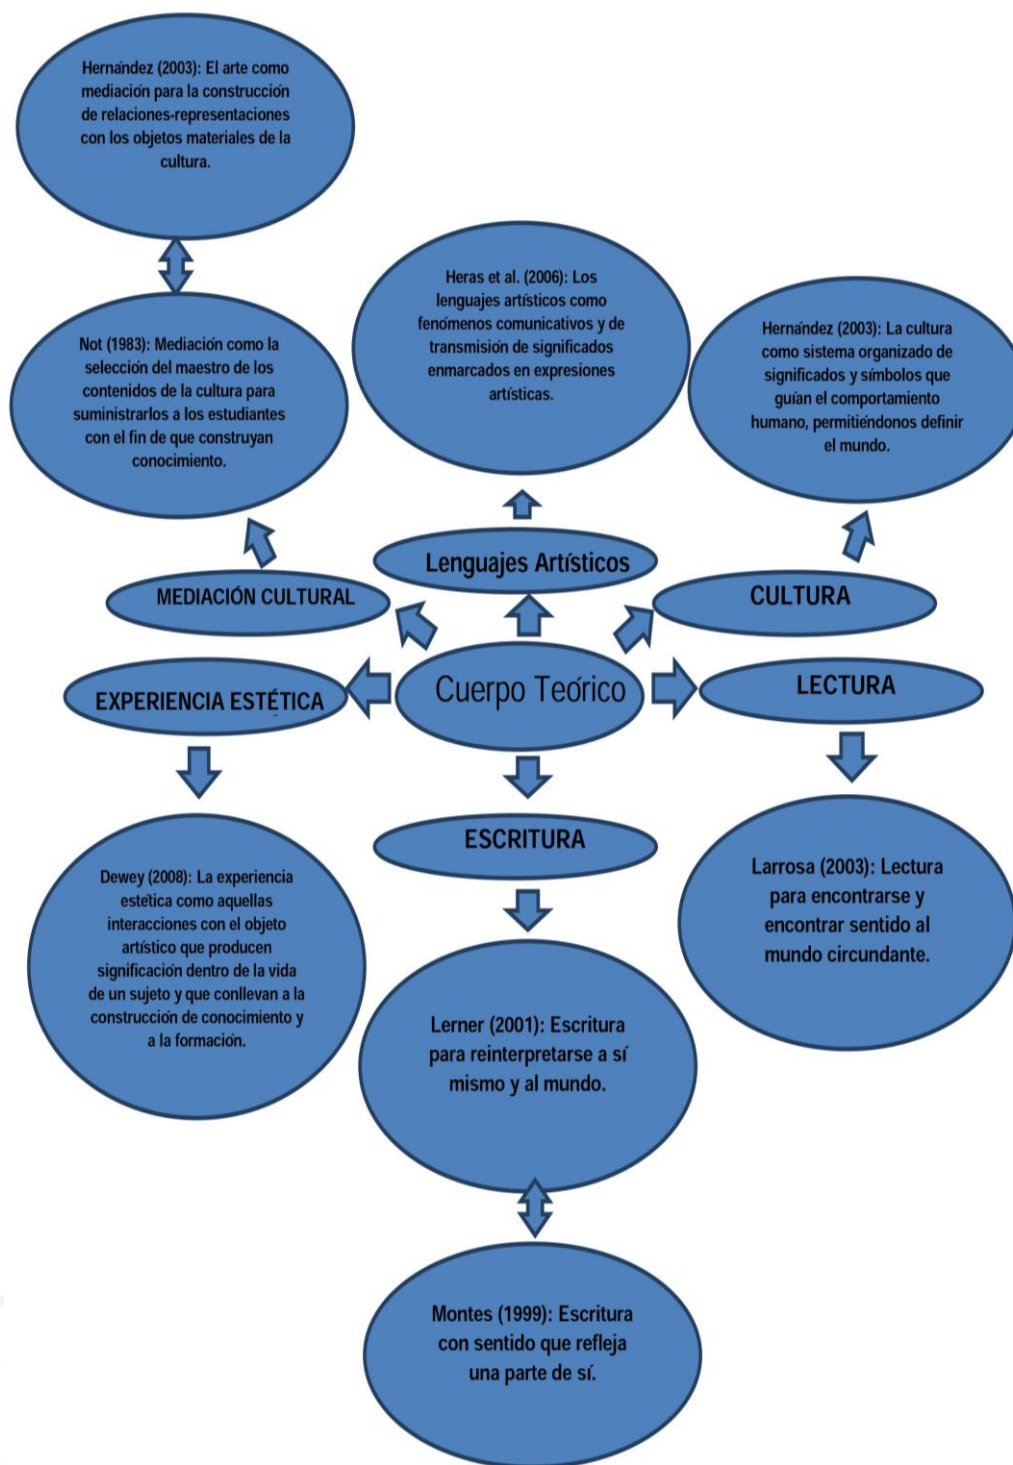 Hernández (2003): El arte como
mediación para la construcción
de relaciones-representaciones
con los objetos materiales de la
cultura.
Heras et al. (2006): Los
lenguajes artísticos como
fenómenos comunicativos y de
transmisión de significados
enmarcados en expresiones
artísticas.
Hernández (2003): La cultura
como sistema organizado de
significados y símbolos que
guían el comportamiento
humano, permitiéndonos definir
el mundo.
Not (1983): Mediación como la
selección del maestro de los
contenidos de la cultura para
suministrarlos a los estudiantes
con el fin de que construyan
conocimiento.
Lenguajes Artísticos
MEDIACIÓN CULTURAL
CULTURA
Cuerpo Teórico
EXPERIENCIA ESTÉTICA
LECTURA
ESCRITURA
Dewey (2008): La experiencia
estética como aquellas
interacciones con el objeto
artístico que producen
significación dentro de la vida
de un sujeto y que conllevan a la
construcción de conocimiento y
a la formación.
Larrosa (2003): Lectura
para encontrarse y
encontrar sentido al
mundo circundante.
Lerner (2001): Escritura
para reinterpretarse a sí
mismo y al mundo.
Montes (1999): Escritura
con sentido que refleja
una parte de sí.